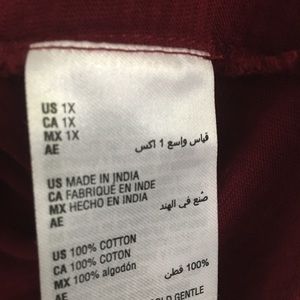 US 1X
CA 1X
MX 1X
AE قياس واسع 1 اكس
US MADE IN INDIA
CA FABRIQUÉ EN INDE
MX HECHO EN INDIA
AE صُنع في الهند
US 100% COTTON
CA 100% COTON
MX 100% algodón
AE 100% قطن
GENTLE